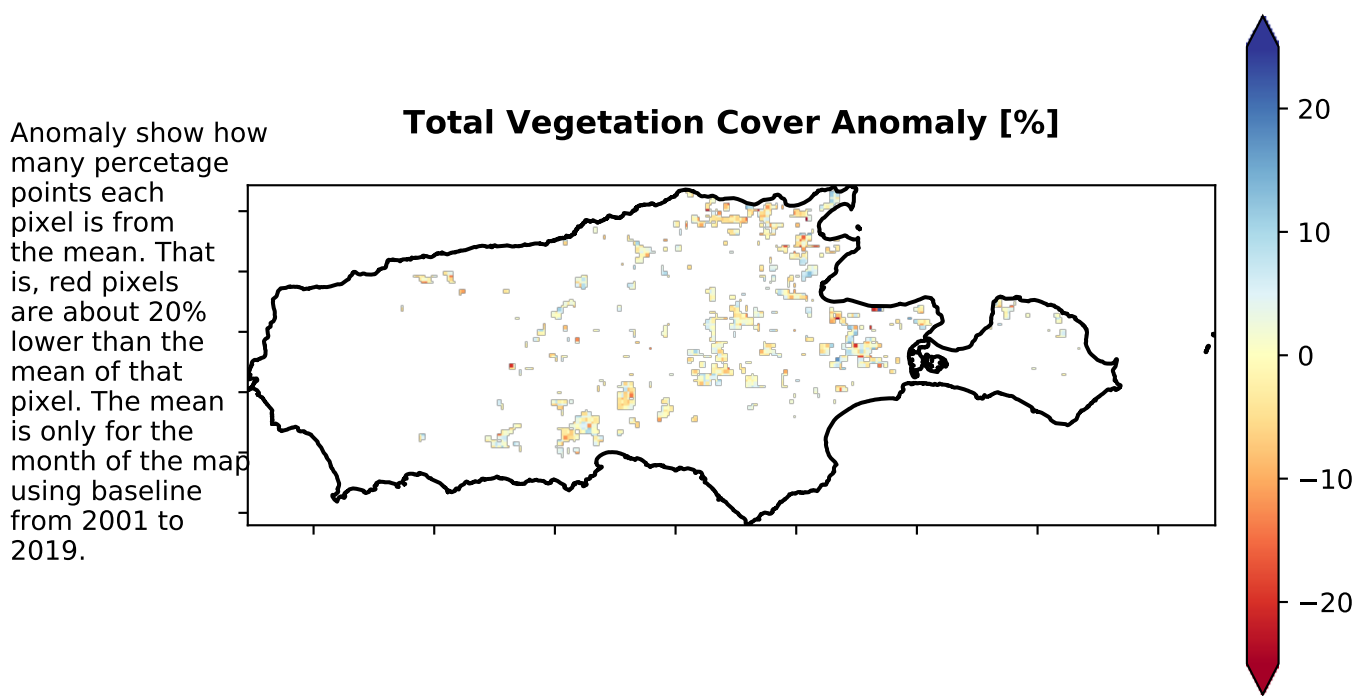 Total Vegetation Cover Anomaly [%]
Anomaly show how
many percetage
points each
pixel is from
the mean. That
is, red pixels
are about 20%
lower than the
mean of that
pixel. The mean
is only for the
month of the map
using baseline
from 2001 to
2019.
20
10
0
−10
−20